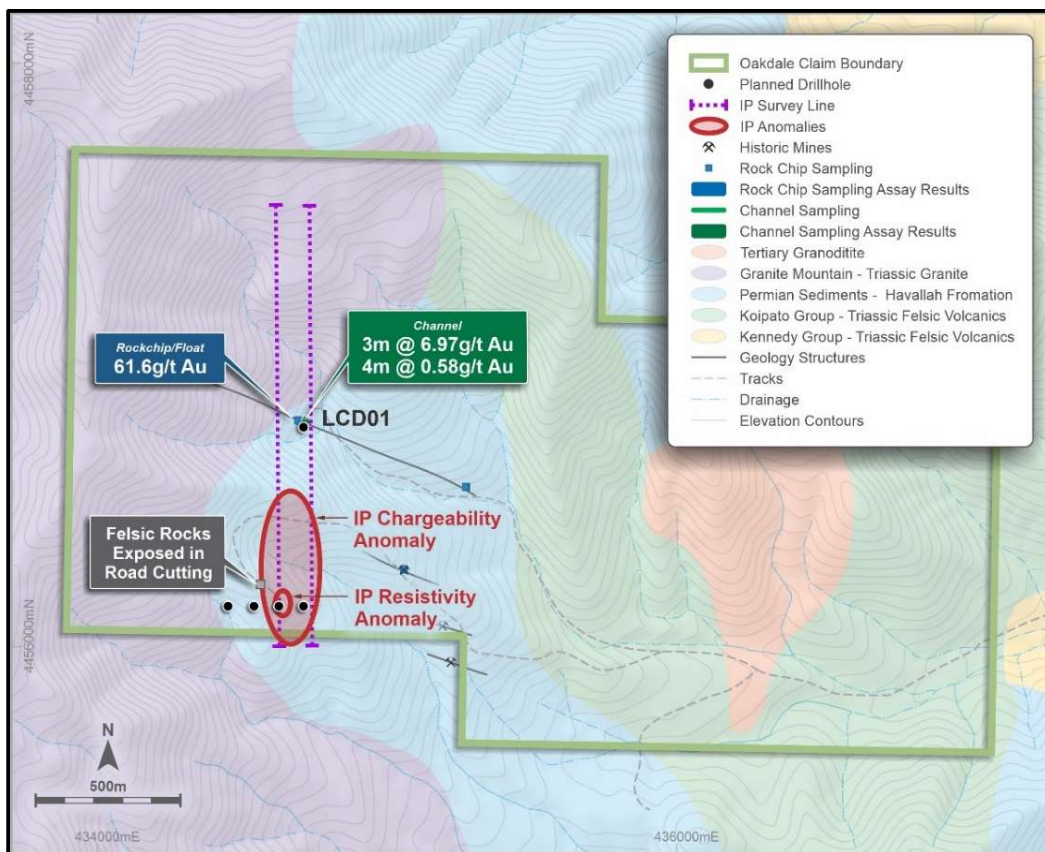 4458000mN
Oakdale Claim Boundary
Planned Drillhole
IP Survey Line
IP Anomalies
Historic Mines
Rock Chip Sampling
Rock Chip Sampling Assay Results
Channel Sampling
Channel Sampling Assay Results
Tertiary Granoditite
Granite Mountain - Triassic Granite
Permian Sediments - Havallah Fromation
Koipato Group - Triassic Felsic Volcanics
Kennedy Group - Triassic Felsic Volcanics
Geology Structures
Tracks
Drainage
Elevation Contours
Rockchip/Float
61.6g/t Au
Channel
3m @ 6.97g/t Au
4m @ 0.58g/t Au
LCD01
IP Chargeability
Anomaly
Felsic Rocks
Exposed in
Road Cutting
IP Resistivity
Anomaly
4456000mN
N
500m
434000mE
436000mE